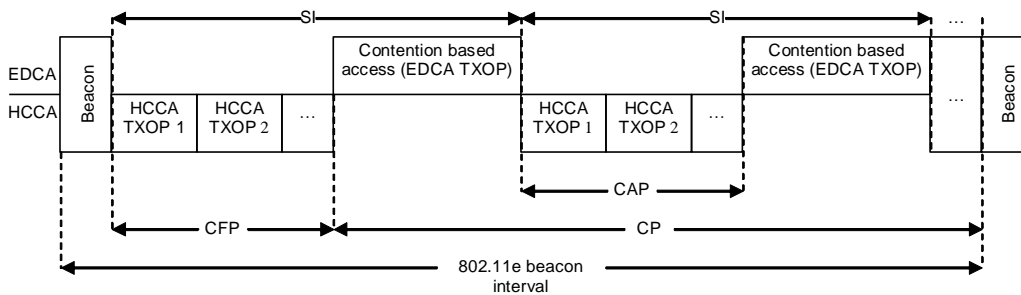 SI
SI
...
Contention based
access (EDCA TXOP)
Contention based
access (EDCA TXOP)
EDCA
HCCA
Beacon
HCCA
TXOP 1
HCCA
TXOP 2
...
HCCA
TXOP 1
HCCA
TXOP 2
...
...
Beacon
CAP
CFP
CP
802.11e beacon
interval